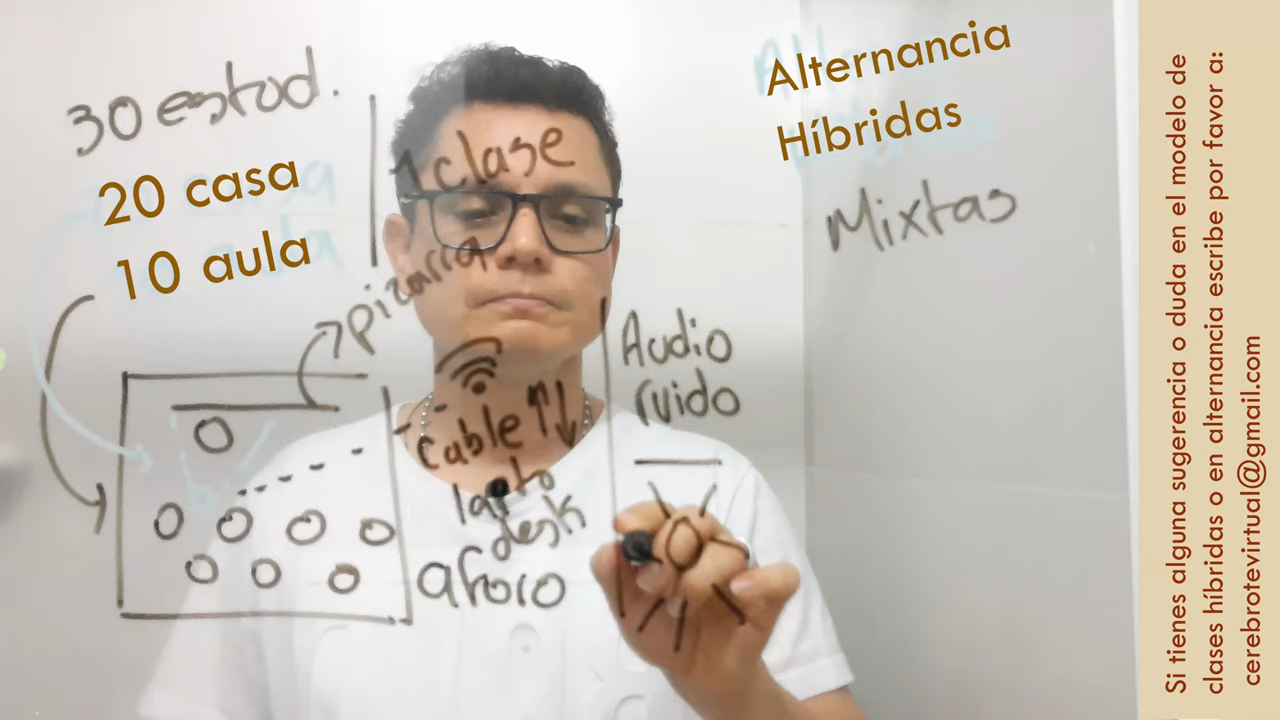 30 estud.
20 casa
10 aula
1 clase
pizarra
Cable
lapto
desk
aforo
Audio
ruido
Alternancia
Híbridas
Mixtas
Si tienes alguna sugerencia o duda en el modelo de
clases híbridas o en alternancia escribe por favor a:
cerebrotevirtual@gmail.com